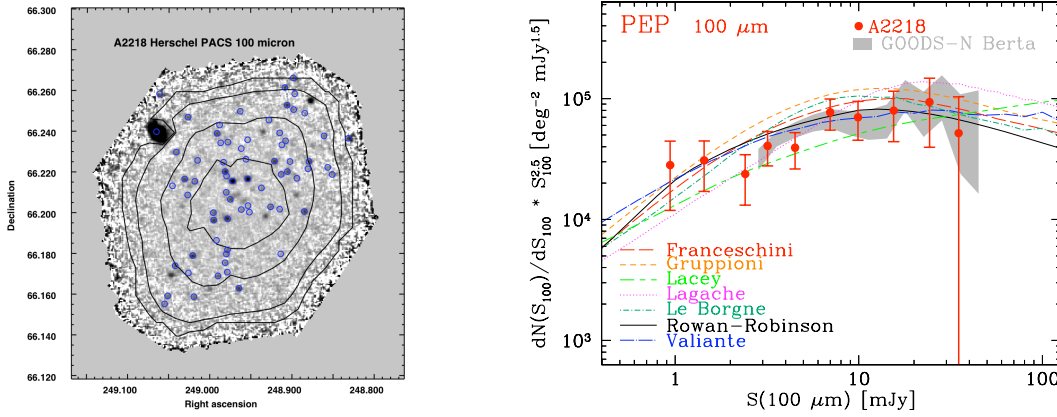 A2218 Herschel PACS 100 micron
66.300
66.280
66.260
66.240
66.220
66.200
66.180
66.160
66.140
66.120
Declination
249.100 249.000 248.900 248.800
Right ascension
PEP 100 μm
A2218
GOODS-N Berta
10⁵
10⁴
10³
dN(S₁₀₀)/dS₁₀₀ * S₁₀₀^2.5 [deg⁻² mJy^1.5]
Franceschini
Gruppioni
Lacey
Lagache
Le Borgne
Rowan-Robinson
Valiante
1 10 100
S(100 μm) [mJy]